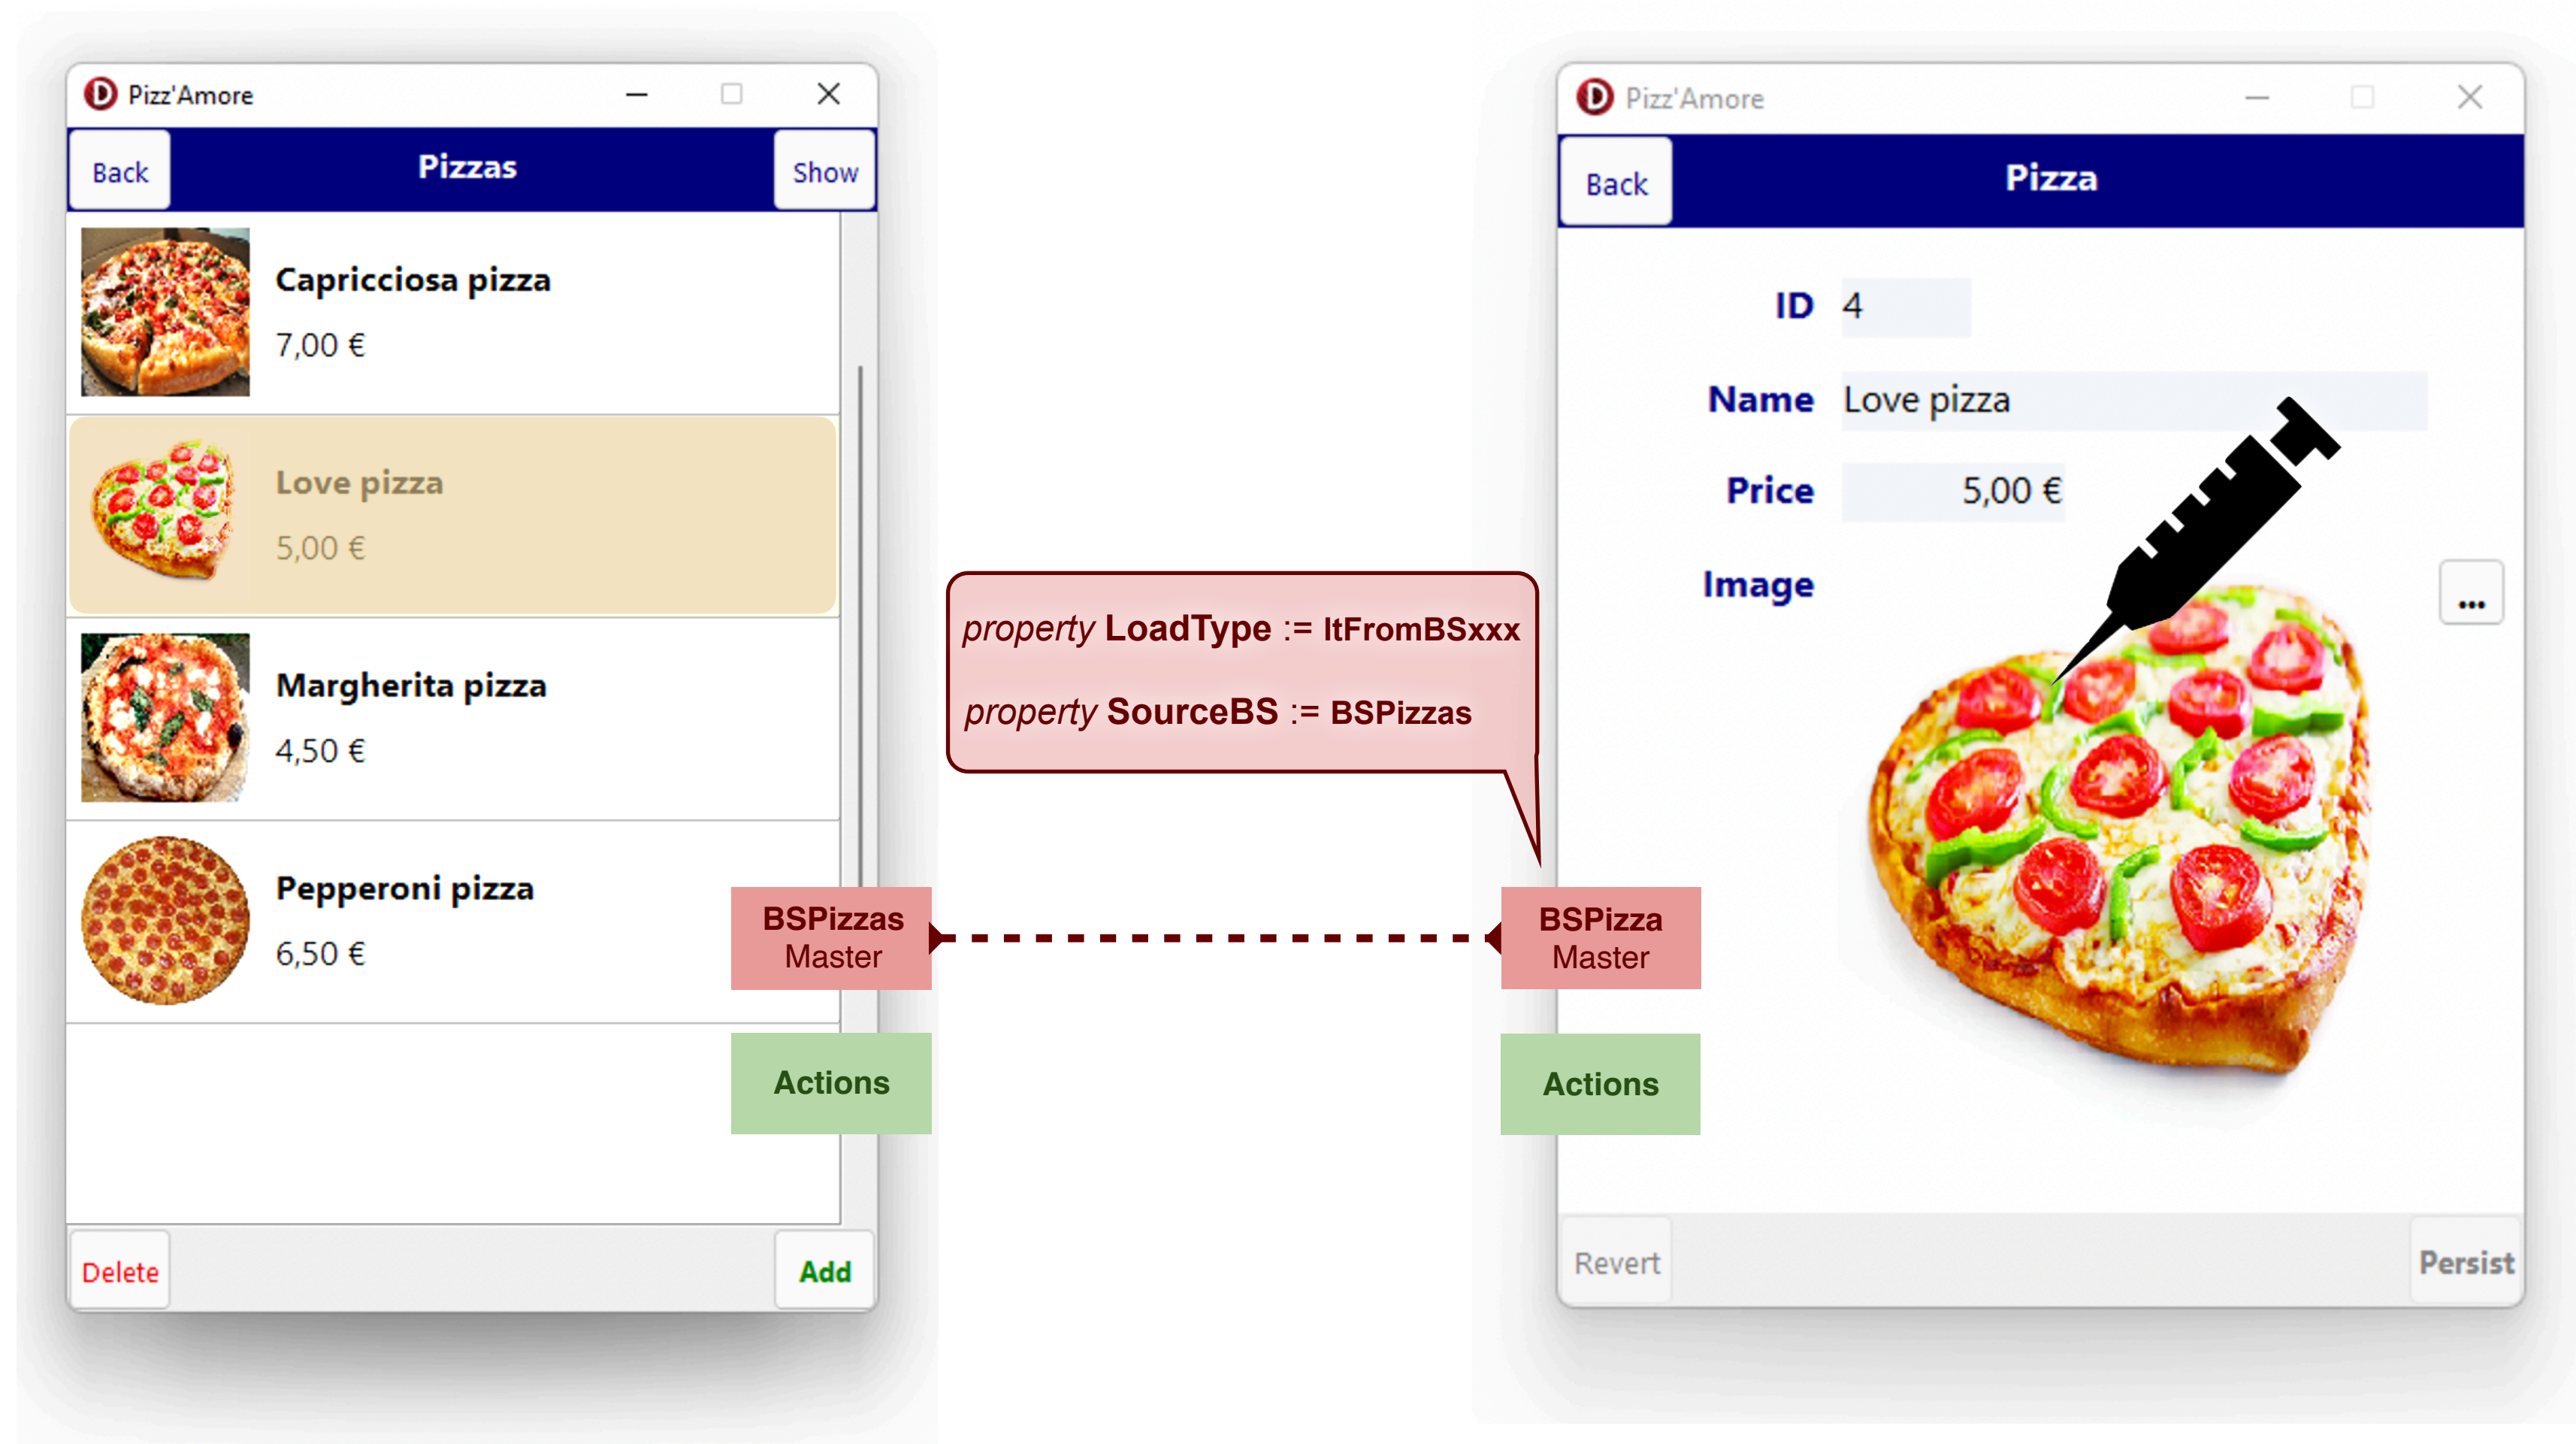 Pizz'Amore
Back
Pizzas
Show
Capricciosa pizza
7,00 €
Love pizza
5,00 €
Margherita pizza
4,50 €
Pepperoni pizza
6,50 €
BSPizzas
Master
Actions
Delete
Add
property LoadType := ltFromBSxxx
property SourceBS := BSPizzas
Pizz'Amore
Back
Pizza
ID 4
Name Love pizza
Price 5,00 €
Image
...
BSPizza
Master
Actions
Revert
Persist